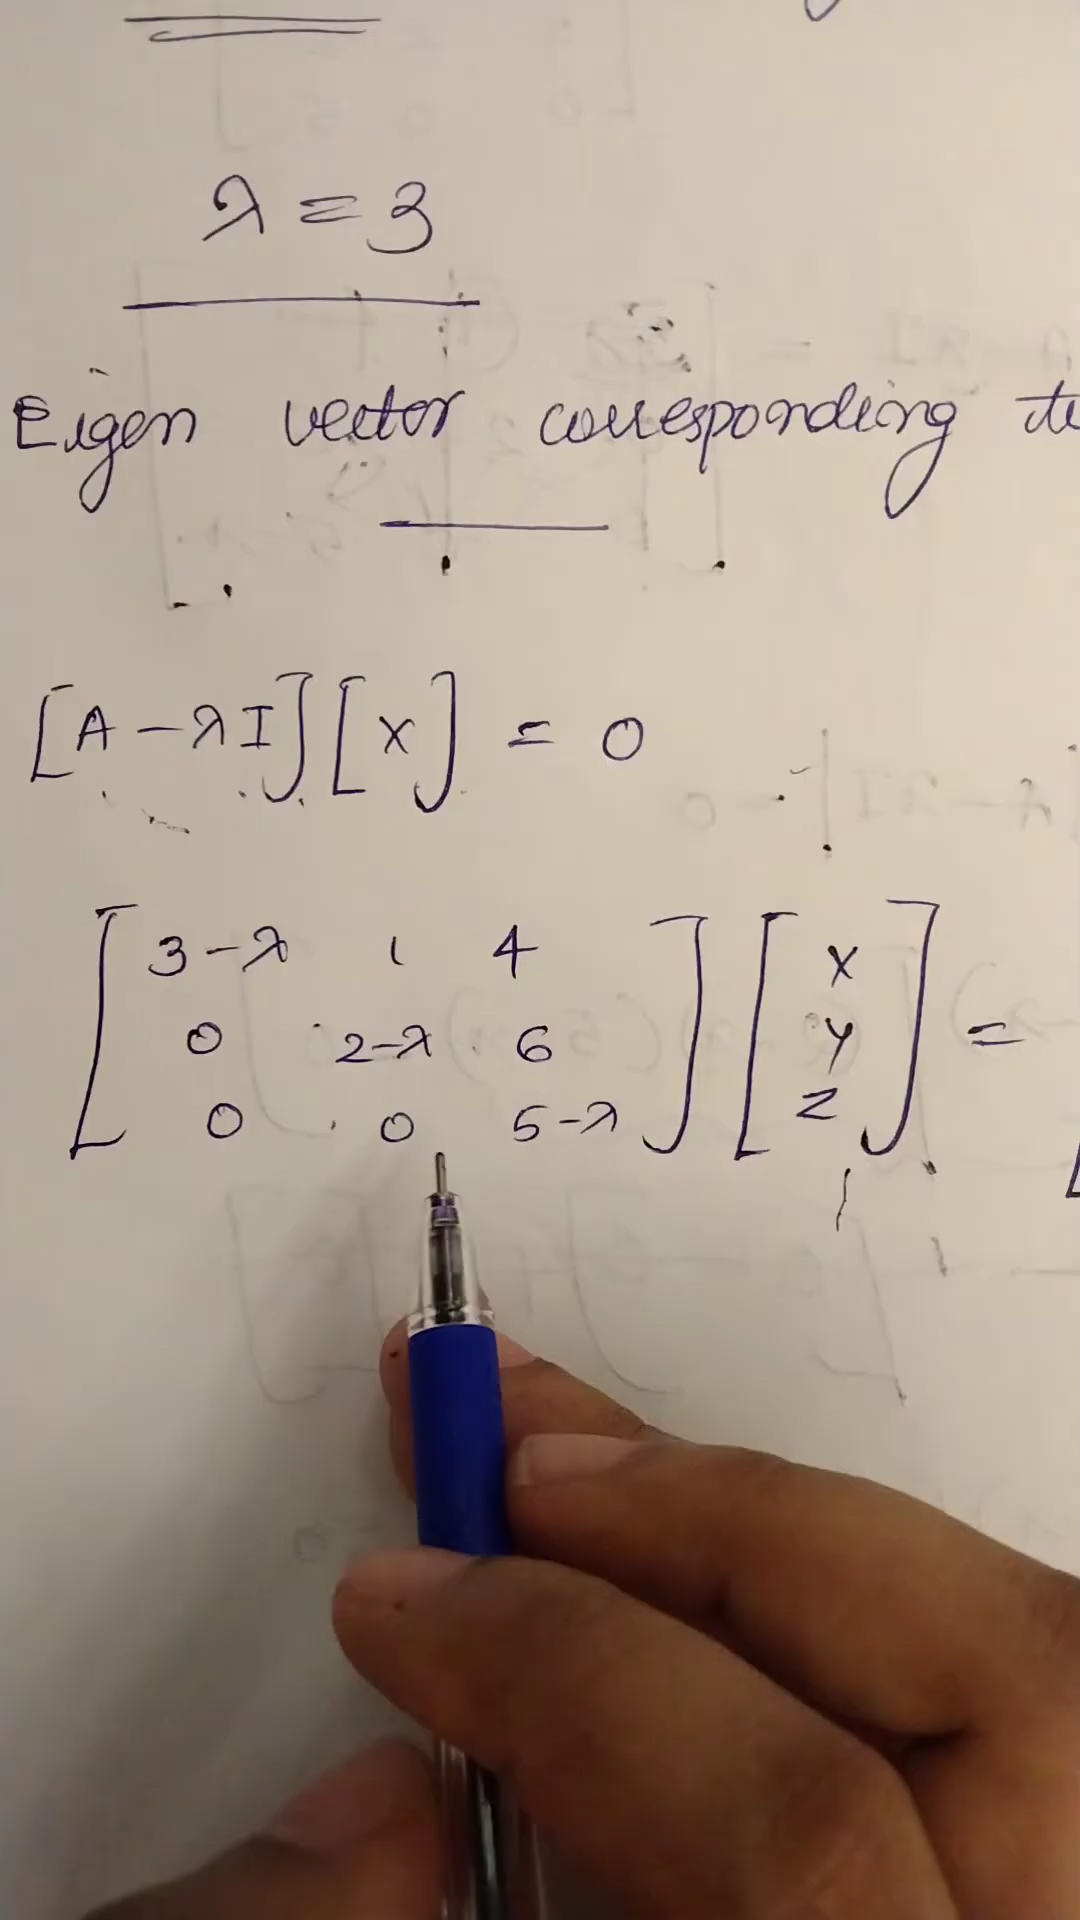 λ = 3
Eigen vector corresponding to
[A - λI] [x] = 0
[3-λ 1 4
0 2-λ 6
0 0 5-λ] [x
y
z] =